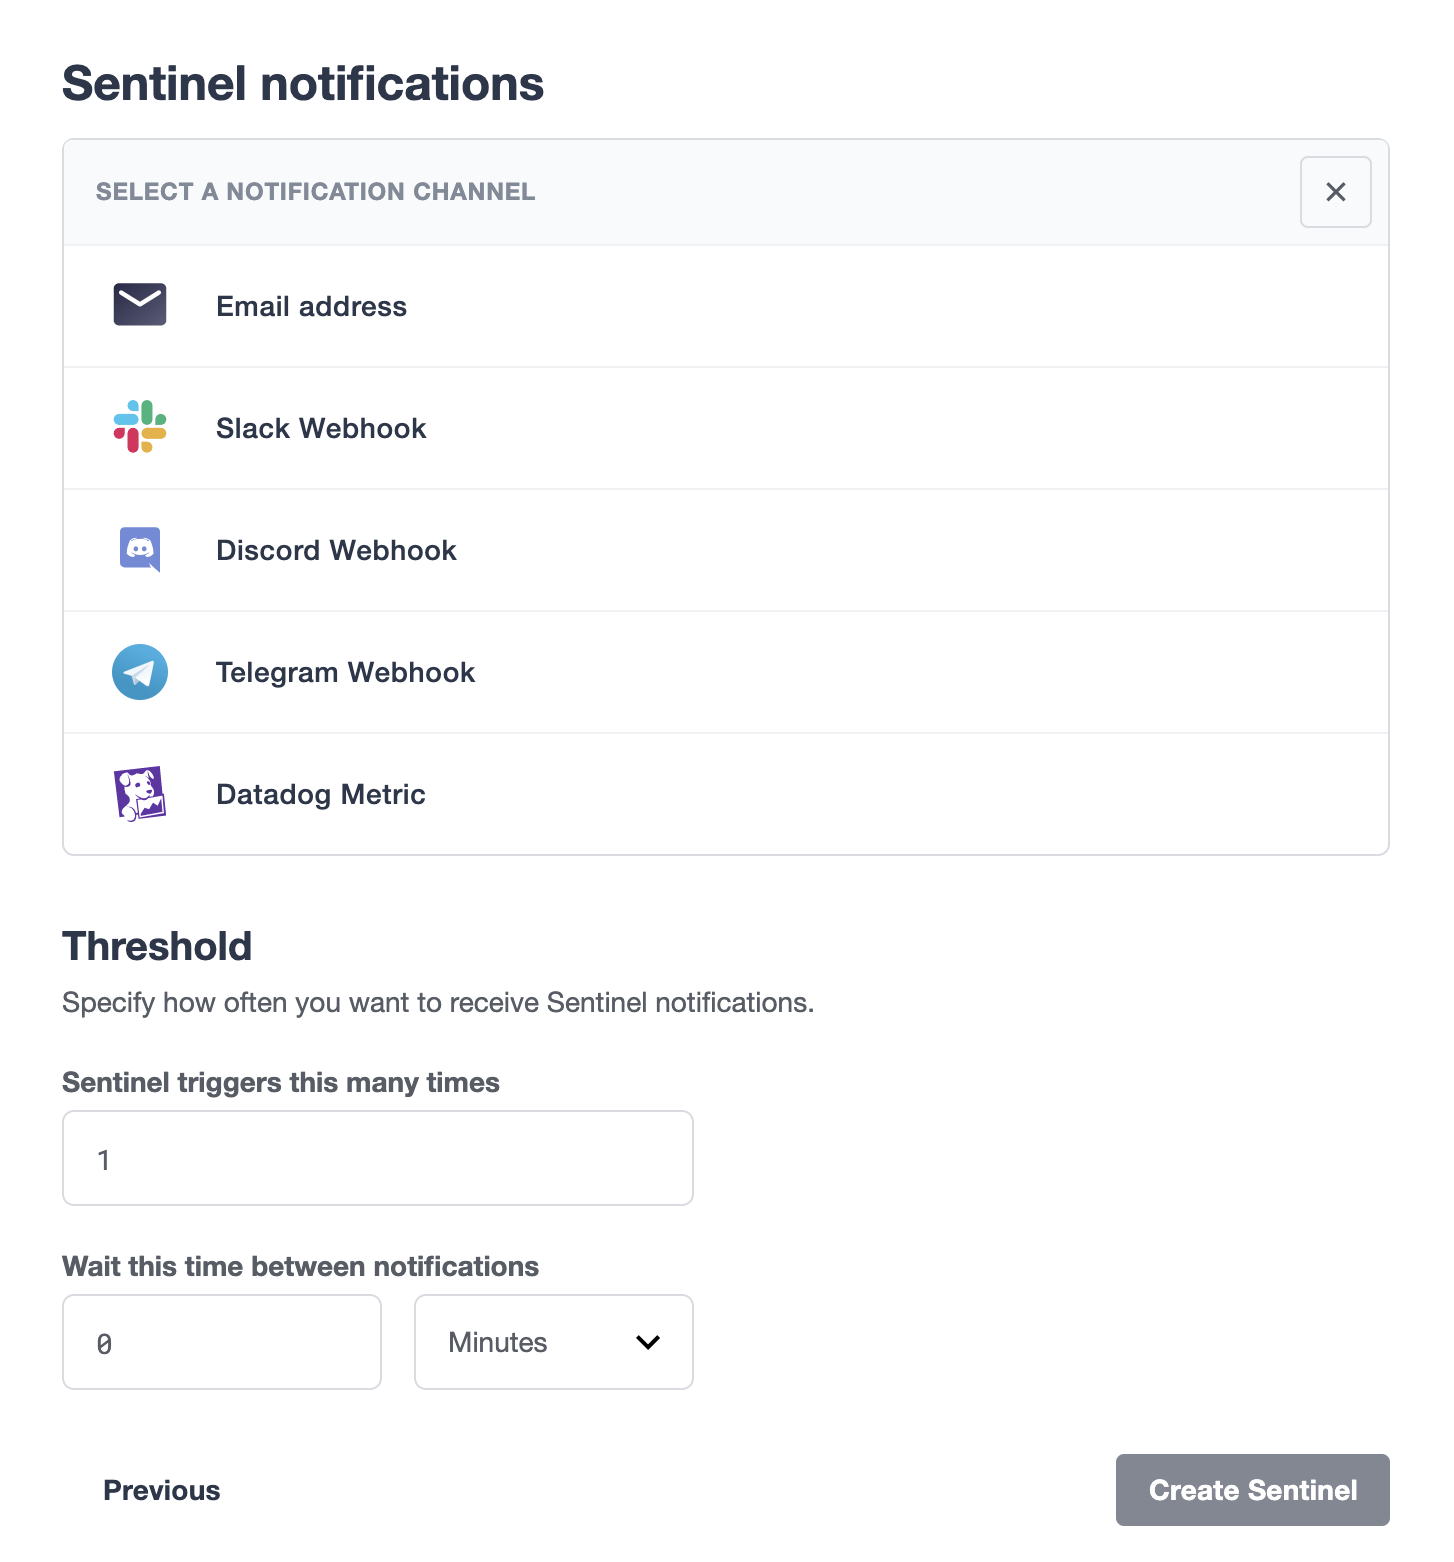 Sentinel notifications
SELECT A NOTIFICATION CHANNEL
Email address
Slack Webhook
Discord Webhook
Telegram Webhook
Datadog Metric
Threshold
Specify how often you want to receive Sentinel notifications.
Sentinel triggers this many times
1
Wait this time between notifications
0 Minutes
Previous Create Sentinel